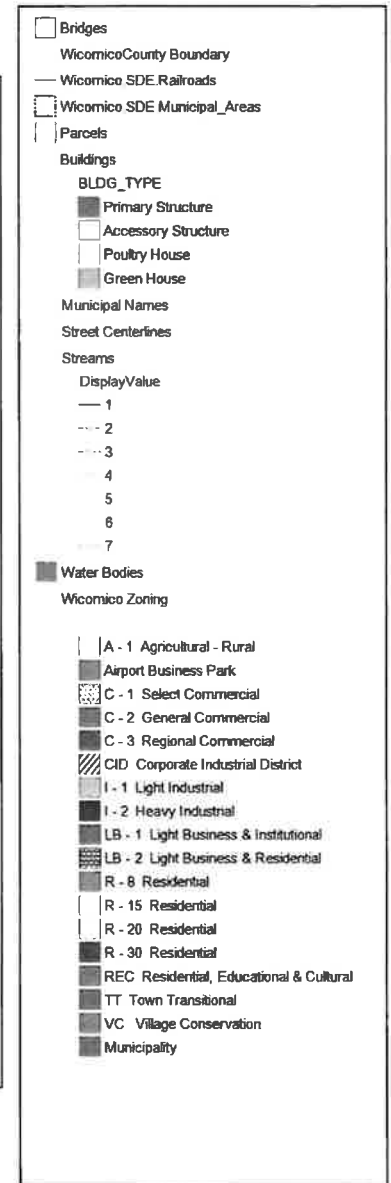 Bridges
WicomicoCounty Boundary
Wicomico SDE.Railroads
Wicomico SDE Municipal_Areas
Parcels
Buildings
BLDG_TYPE
Primary Structure
Accessory Structure
Poultry House
Green House
Municipal Names
Street Centerlines
Streams
DisplayValue
1
2
3
4
5
6
7
Water Bodies
Wicomico Zoning
A - 1 Agricultural - Rural
Airport Business Park
C - 1 Select Commercial
C - 2 General Commercial
C - 3 Regional Commercial
CID Corporate Industrial District
I - 1 Light Industrial
I - 2 Heavy Industrial
LB - 1 Light Business & Institutional
LB - 2 Light Business & Residential
R - 8 Residential
R - 15 Residential
R - 20 Residential
R - 30 Residential
REC Residential, Educational & Cultural
TT Town Transitional
VC Village Conservation
Municipality